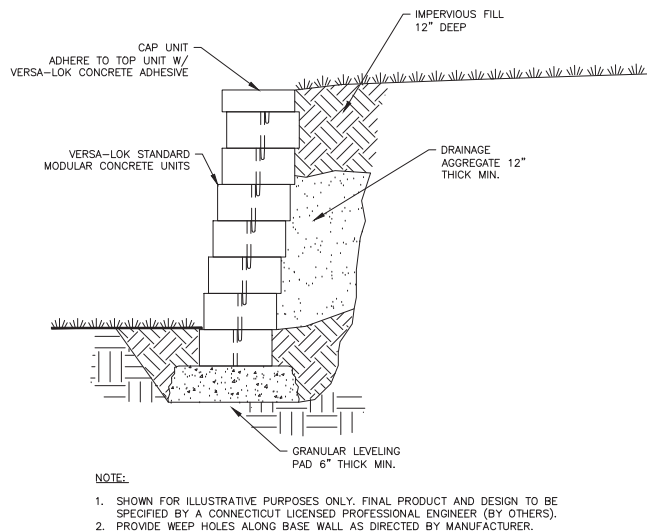 IMPERVIOUS FILL
12" DEEP
CAP UNIT
ADHERE TO TOP UNIT W/
VERSA-LOK CONCRETE ADHESIVE
VERSA-LOK STANDARD
MODULAR CONCRETE UNITS
DRAINAGE
AGGREGATE 12"
THICK MIN.
GRANULAR LEVELING
PAD 6" THICK MIN.
NOTE:
1. SHOWN FOR ILLUSTRATIVE PURPOSES ONLY. FINAL PRODUCT AND DESIGN TO BE
SPECIFIED BY A CONNECTICUT LICENSED PROFESSIONAL ENGINEER (BY OTHERS).
2. PROVIDE WEEP HOLES ALONG BASE WALL AS DIRECTED BY MANUFACTURER.